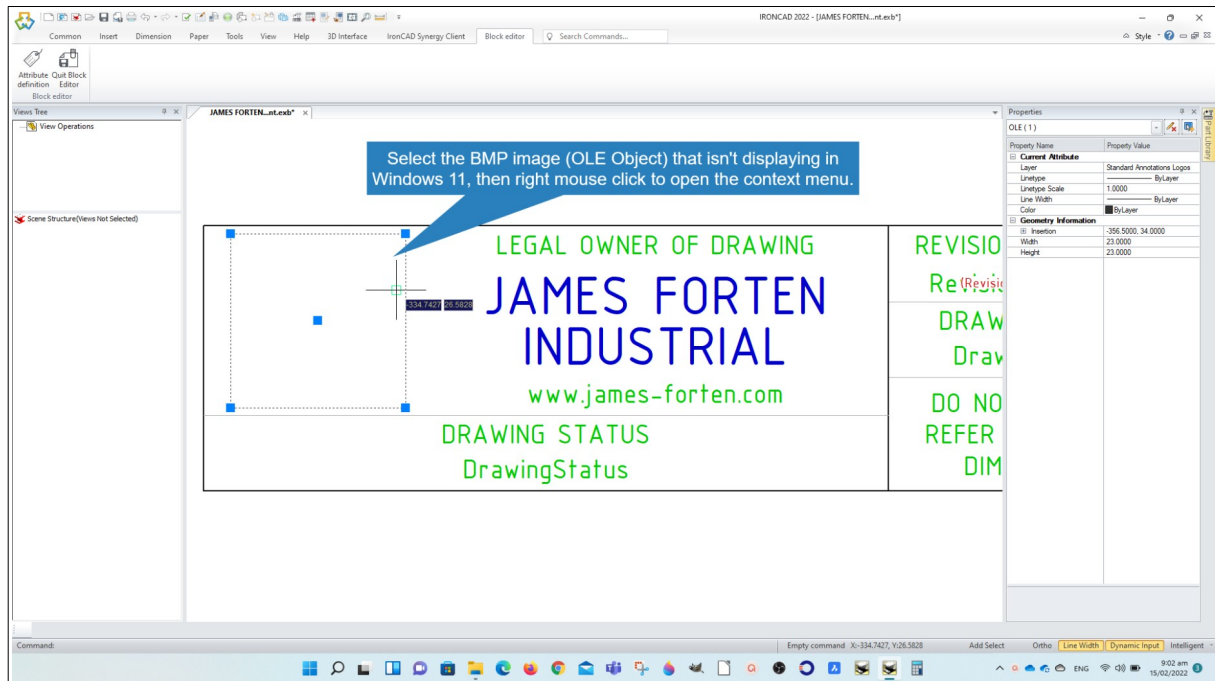 IRONCAD 2022 - [JAMES FORTEN...nt.exb*]
Common Insert Dimension Paper Tools View Help 3D Interface IronCAD Synergy Client Block editor Search Commands... Style
Attribute definition
Quit Block Editor
Block editor
Views Tree
View Operations
Scene Structure(Views Not Selected)
JAMES FORTEN...nt.exb*
Select the BMP image (OLE Object) that isn't displaying in
Windows 11, then right mouse click to open the context menu.
LEGAL OWNER OF DRAWING
JAMES FORTEN
INDUSTRIAL
www.james-forten.com
DRAWING STATUS
DrawingStatus
-334.7427 26.5828
REVISIO
Revisio
(Revisio
DRAW
Draw
DO NO
REFER
DIM
Properties
Part Library
OLE ( 1 )
Property Name Property Value
Current Attribute
Layer Standard Annotations Logos
Linetype ByLayer
Linetype Scale 1.0000
Line Width ByLayer
Color ByLayer
Geometry Information
Insetion -356.5000, 34.0000
Width 23.0000
Height 23.0000
Command:
Empty command X:-334.7427, Y:26.5828 Add Select Ortho Line Width Dynamic Input Intelligent
ENG
9:02 am
15/02/2022